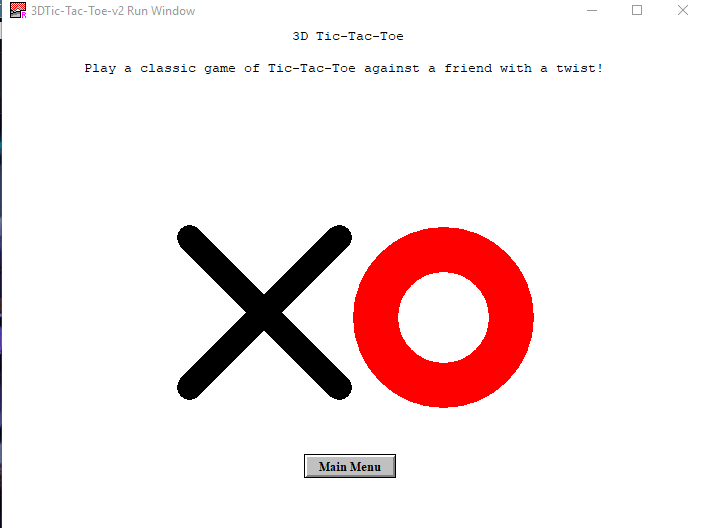 3DTic-Tac-Toe-v2 Run Window
3D Tic-Tac-Toe
Play a classic game of Tic-Tac-Toe against a friend with a twist!
XO
Main Menu